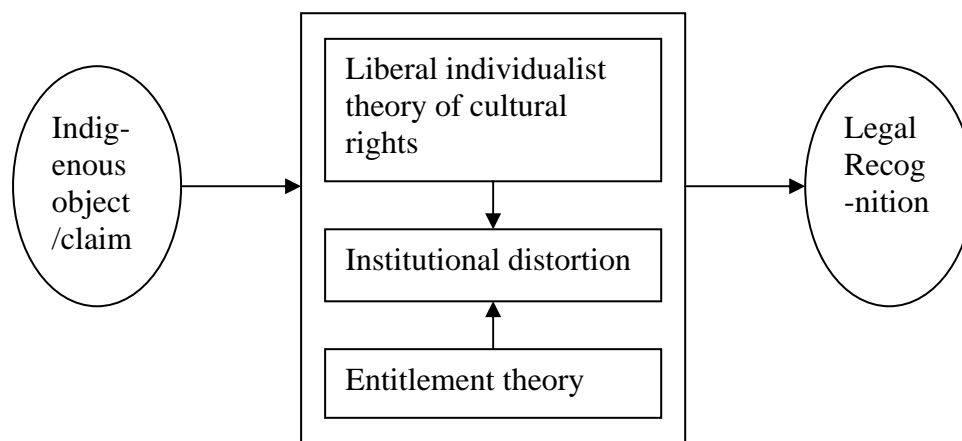 Indig-
enous
object
/claim
Liberal individualist
theory of cultural
rights
Institutional distortion
Entitlement theory
Legal
Recog
-nition